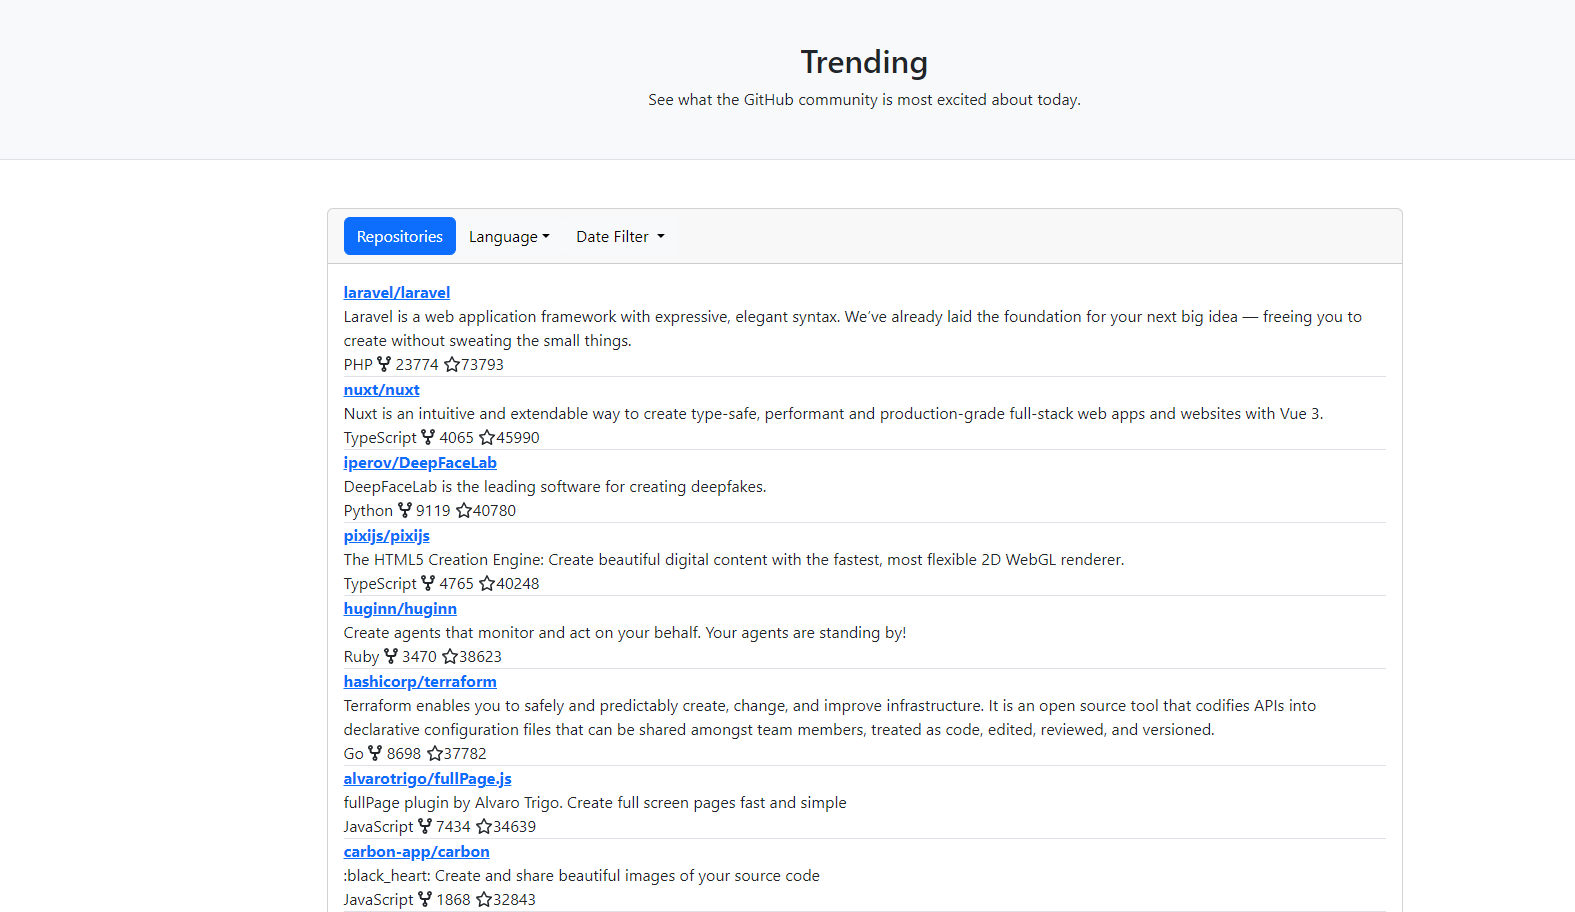 Trending
See what the GitHub community is most excited about today.
Repositories Language Date Filter
laravel/laravel
Laravel is a web application framework with expressive, elegant syntax. We’ve already laid the foundation for your next big idea — freeing you to
create without sweating the small things.
PHP 23774 73793
nuxt/nuxt
Nuxt is an intuitive and extendable way to create type-safe, performant and production-grade full-stack web apps and websites with Vue 3.
TypeScript 4065 45990
iperov/DeepFaceLab
DeepFaceLab is the leading software for creating deepfakes.
Python 9119 40780
pixijs/pixijs
The HTML5 Creation Engine: Create beautiful digital content with the fastest, most flexible 2D WebGL renderer.
TypeScript 4765 40248
huginn/huginn
Create agents that monitor and act on your behalf. Your agents are standing by!
Ruby 3470 38623
hashicorp/terraform
Terraform enables you to safely and predictably create, change, and improve infrastructure. It is an open source tool that codifies APIs into
declarative configuration files that can be shared amongst team members, treated as code, edited, reviewed, and versioned.
Go 8698 37782
alvarotrigo/fullPage.js
fullPage plugin by Alvaro Trigo. Create full screen pages fast and simple
JavaScript 7434 34639
carbon-app/carbon
:black_heart: Create and share beautiful images of your source code
JavaScript 1868 32843